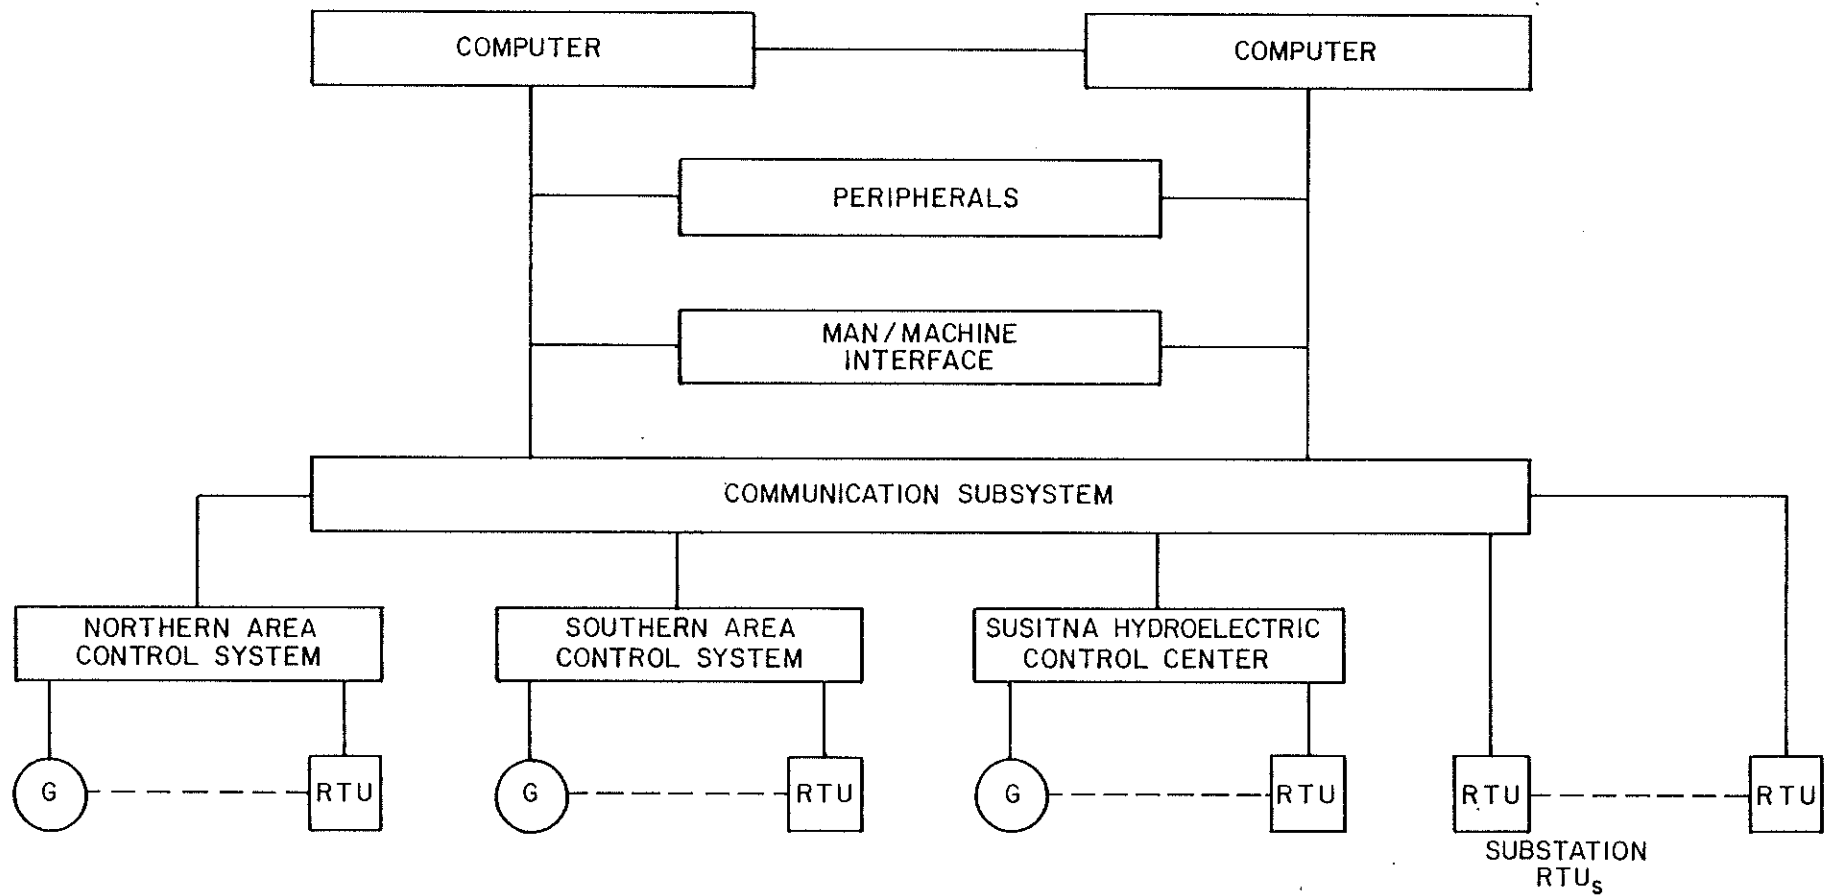 COMPUTER
COMPUTER
PERIPHERALS
MAN/MACHINE
INTERFACE
COMMUNICATION SUBSYSTEM
NORTHERN AREA
CONTROL SYSTEM
SOUTHERN AREA
CONTROL SYSTEM
SUSITNA HYDROELECTRIC
CONTROL CENTER
G
RTU
G
RTU
G
RTU
RTU
RTU
SUBSTATION
RTUs